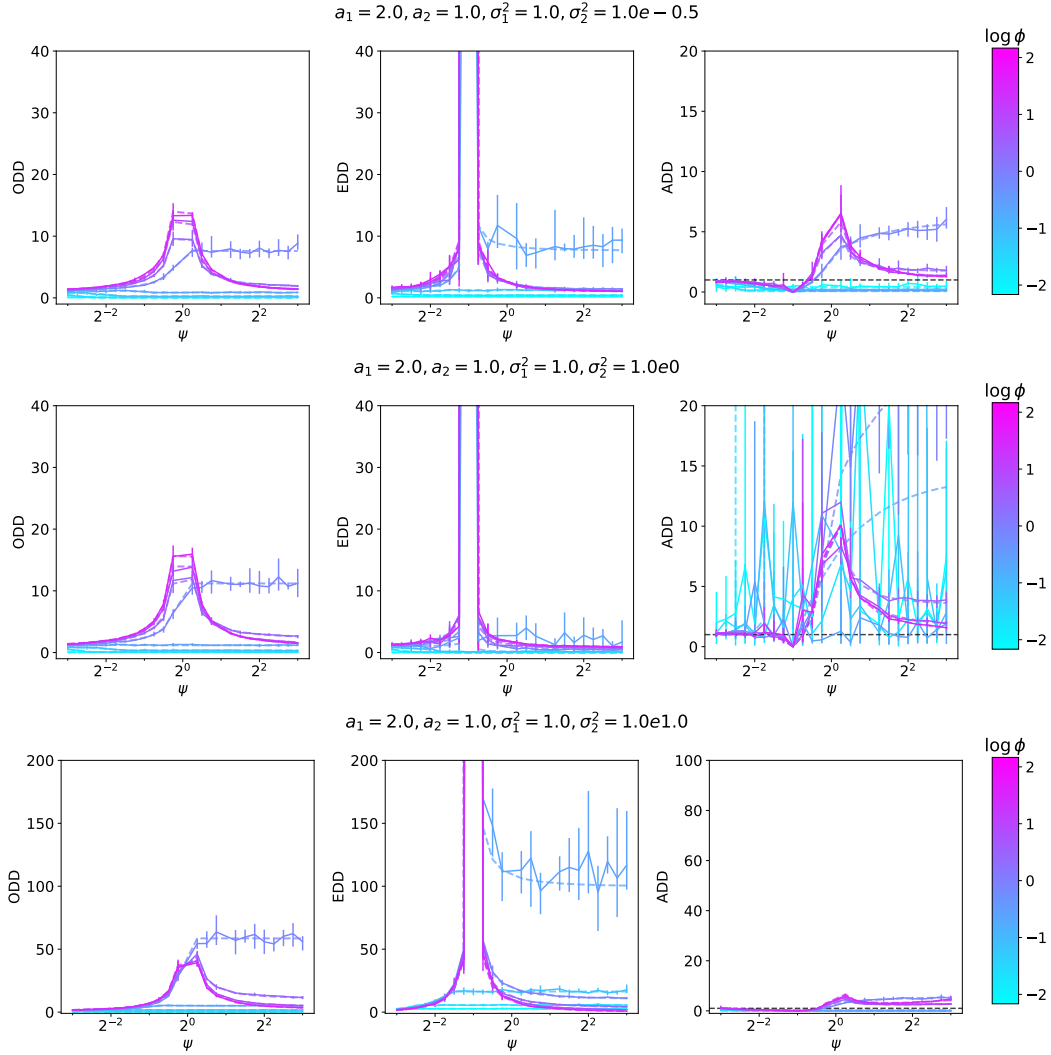 a₁ = 2.0, a₂ = 1.0, σ₁² = 1.0, σ₂² = 1.0e − 0.5
40
30
20
10
0
ODD
2⁻² 2⁰ 2²
ψ
40
30
20
10
0
EDD
2⁻² 2⁰ 2²
ψ
20
15
10
5
0
ADD
2⁻² 2⁰ 2²
ψ
log ϕ
2
1
0
−1
−2
a₁ = 2.0, a₂ = 1.0, σ₁² = 1.0, σ₂² = 1.0e0
40
30
20
10
0
ODD
2⁻² 2⁰ 2²
ψ
40
30
20
10
0
EDD
2⁻² 2⁰ 2²
ψ
20
15
10
5
0
ADD
2⁻² 2⁰ 2²
ψ
log ϕ
2
1
0
−1
−2
a₁ = 2.0, a₂ = 1.0, σ₁² = 1.0, σ₂² = 1.0e1.0
200
150
100
50
0
ODD
2⁻² 2⁰ 2²
ψ
200
150
100
50
0
EDD
2⁻² 2⁰ 2²
ψ
100
80
60
40
20
0
ADD
2⁻² 2⁰ 2²
ψ
log ϕ
2
1
0
−1
−2